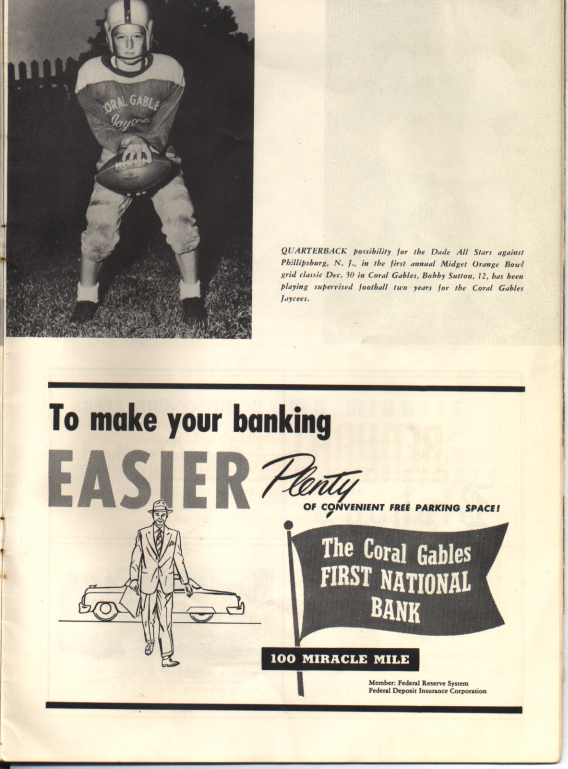 ORAL GABLE
Jaycee
QUARTERBACK possibility for the Dade All Stars against
Phillipsburg, N. J., in the first annual Midget Orange Bowl
grid classic Dec. 30 in Coral Gables, Bobby Sutton, 12, has been
playing supervised football two years for the Coral Gables
Jaycees.
To make your banking
EASIER
Plenty
OF CONVENIENT FREE PARKING SPACE!
The Coral Gables
FIRST NATIONAL
BANK
100 MIRACLE MILE
Member: Federal Reserve System
Federal Deposit Insurance Corporation